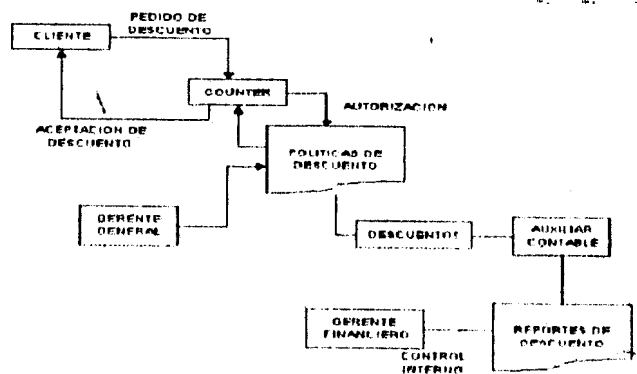 PEDIDO DE
DESCUENTO
CLIENTE
COUNTER
AUTORIZACION
ACEPTACION DE
DESCUENTO
POLITICAS DE
DESCUENTO
GERENTE
GENERAL
DESCUENTOS
AUXILIAR
CONTABLE
GERENTE
FINANCIERO
REPORTES DE
DESCUENTO
CONTROL
INTERNO